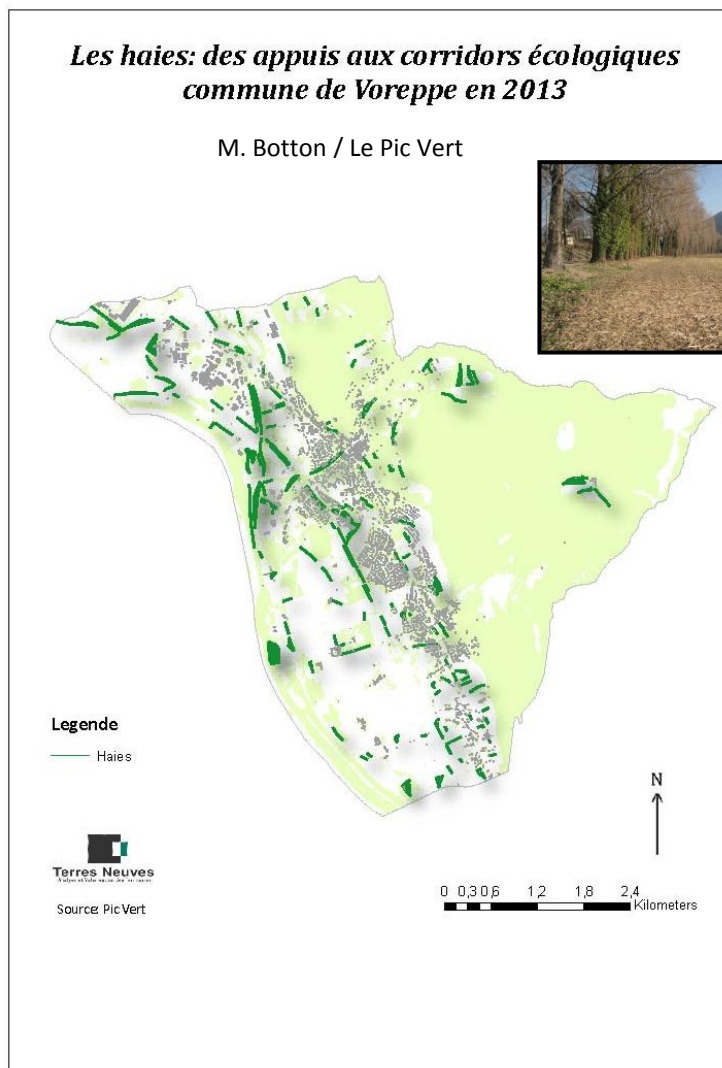 Les haies: des appuis aux corridors écologiques
commune de Voreppe en 2013
M. Botton / Le Pic Vert
Legende
Haies
N
Terres Neuves
Source: Pic Vert
0 0,3 0,6 1,2 1,8 2,4
Kilometers